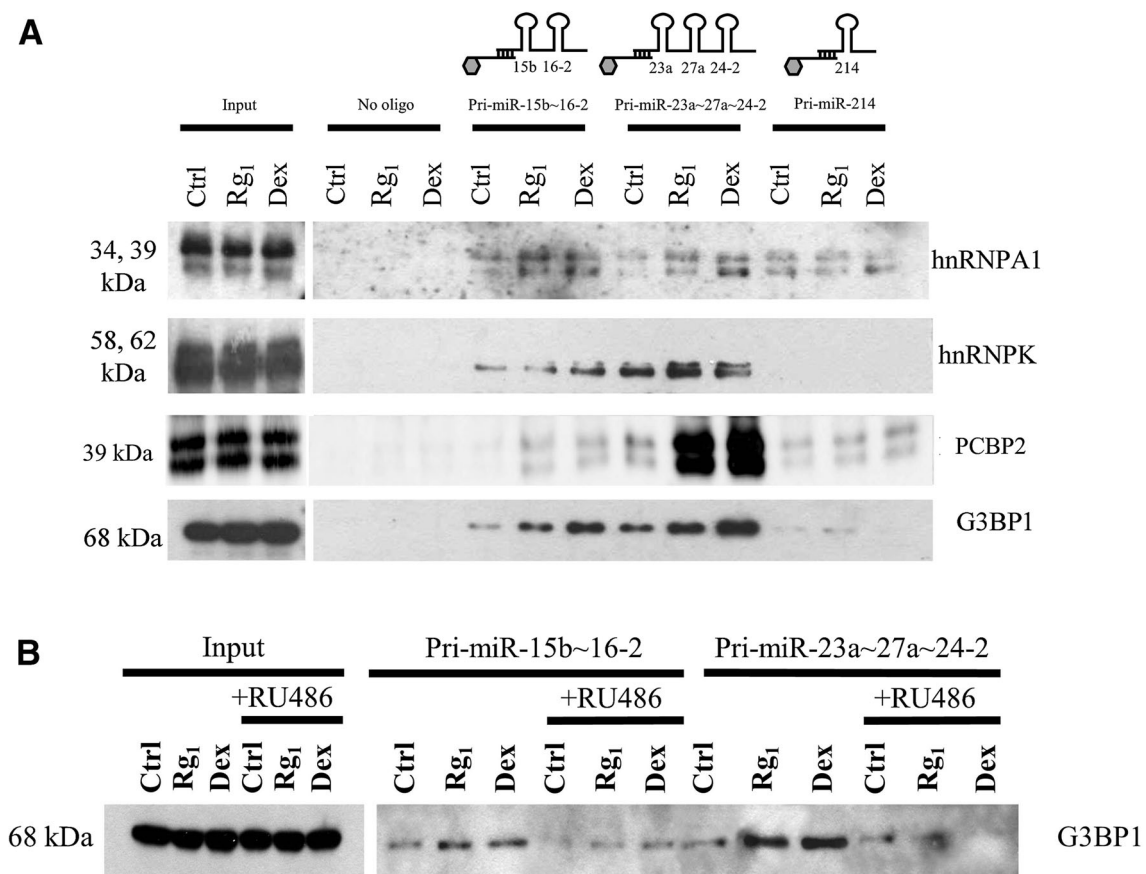 A
15b 16-2
23a 27a 24-2
214
Input
No oligo
Pri-miR-15b~16-2
Pri-miR-23a~27a~24-2
Pri-miR-214
Ctrl Rg1 Dex Ctrl Rg1 Dex Ctrl Rg1 Dex Ctrl Rg1 Dex Ctrl Rg1 Dex
34, 39
kDa
hnRNPA1
58, 62
kDa
hnRNPK
39 kDa
PCBP2
68 kDa
G3BP1
B
Input
Pri-miR-15b~16-2
Pri-miR-23a~27a~24-2
+RU486
+RU486
+RU486
Ctrl Rg1 Dex Ctrl Rg1 Dex Ctrl Rg1 Dex Ctrl Rg1 Dex Ctrl Rg1 Dex Ctrl Rg1 Dex
68 kDa
G3BP1